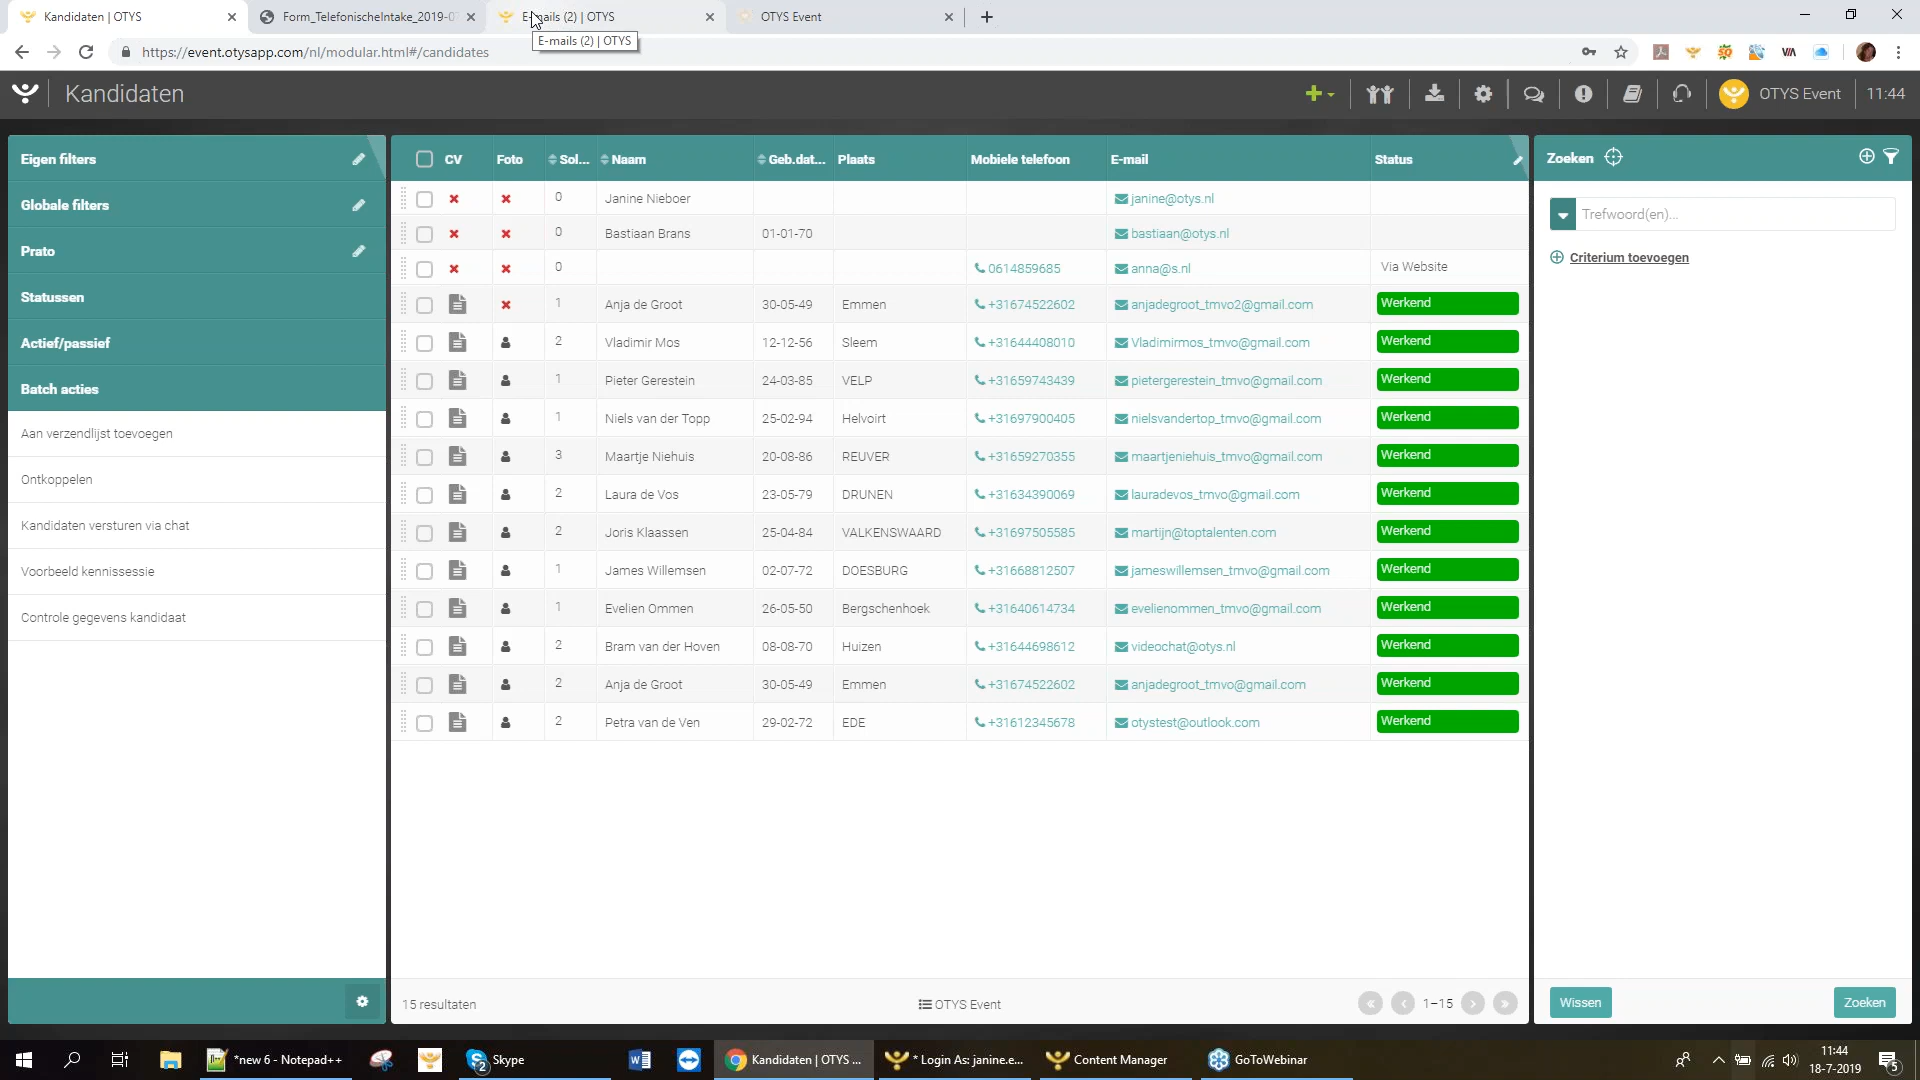 Kandidaten | OTYS
Form_TelefonischeIntake_2019-07
E-mails (2) | OTYS
OTYS Event
E-mails (2) | OTYS
https://event.otysapp.com/nl/modular.html#/candidates
Kandidaten
OTYS Event
11:44
Eigen filters
Globale filters
Prato
Statussen
Actief/passief
Batch acties
Aan verzendlijst toevoegen
Ontkoppelen
Kandidaten versturen via chat
Voorbeeld kennissessie
Controle gegevens kandidaat
CV Foto Sol... Naam Geb.dat... Plaats Mobiele telefoon E-mail Status
0 Janine Nieboer janine@otys.nl
0 Bastiaan Brans 01-01-70 bastiaan@otys.nl
0 0614859685 anna@s.nl Via Website
1 Anja de Groot 30-05-49 Emmen +31674522602 anjadegroot_tmvo2@gmail.com Werkend
2 Vladimir Mos 12-12-56 Sleem +31644408010 Vladimirmos_tmvo@gmail.com Werkend
1 Pieter Gerestein 24-03-85 VELP +31659743439 pietergerestein_tmvo@gmail.com Werkend
1 Niels van der Topp 25-02-94 Helvoirt +31697900405 nielsvandertop_tmvo@gmail.com Werkend
3 Maartje Niehuis 20-08-86 REUVER +31659270355 maartjeniehuis_tmvo@gmail.com Werkend
2 Laura de Vos 23-05-79 DRUNEN +31634390069 lauradevos_tmvo@gmail.com Werkend
2 Joris Klaassen 25-04-84 VALKENSWAARD +31697505585 martijn@toptalenten.com Werkend
1 James Willemsen 02-07-72 DOESBURG +31668812507 jameswillemsen_tmvo@gmail.com Werkend
1 Evelien Ommen 26-05-50 Bergschenhoek +31640614734 evelienommen_tmvo@gmail.com Werkend
2 Bram van der Hoven 08-08-70 Huizen +31644698612 videochat@otys.nl Werkend
2 Anja de Groot 30-05-49 Emmen +31674522602 anjadegroot_tmvo@gmail.com Werkend
2 Petra van de Ven 29-02-72 EDE +31612345678 otystest@outlook.com Werkend
15 resultaten
OTYS Event
1–15
Zoeken
Trefwoord(en)...
Criterium toevoegen
Wissen
Zoeken
*new 6 - Notepad++
2
Skype
Kandidaten | OTYS ...
* Login As: janine.e...
Content Manager
GoToWebinar
11:44
18-7-2019
5